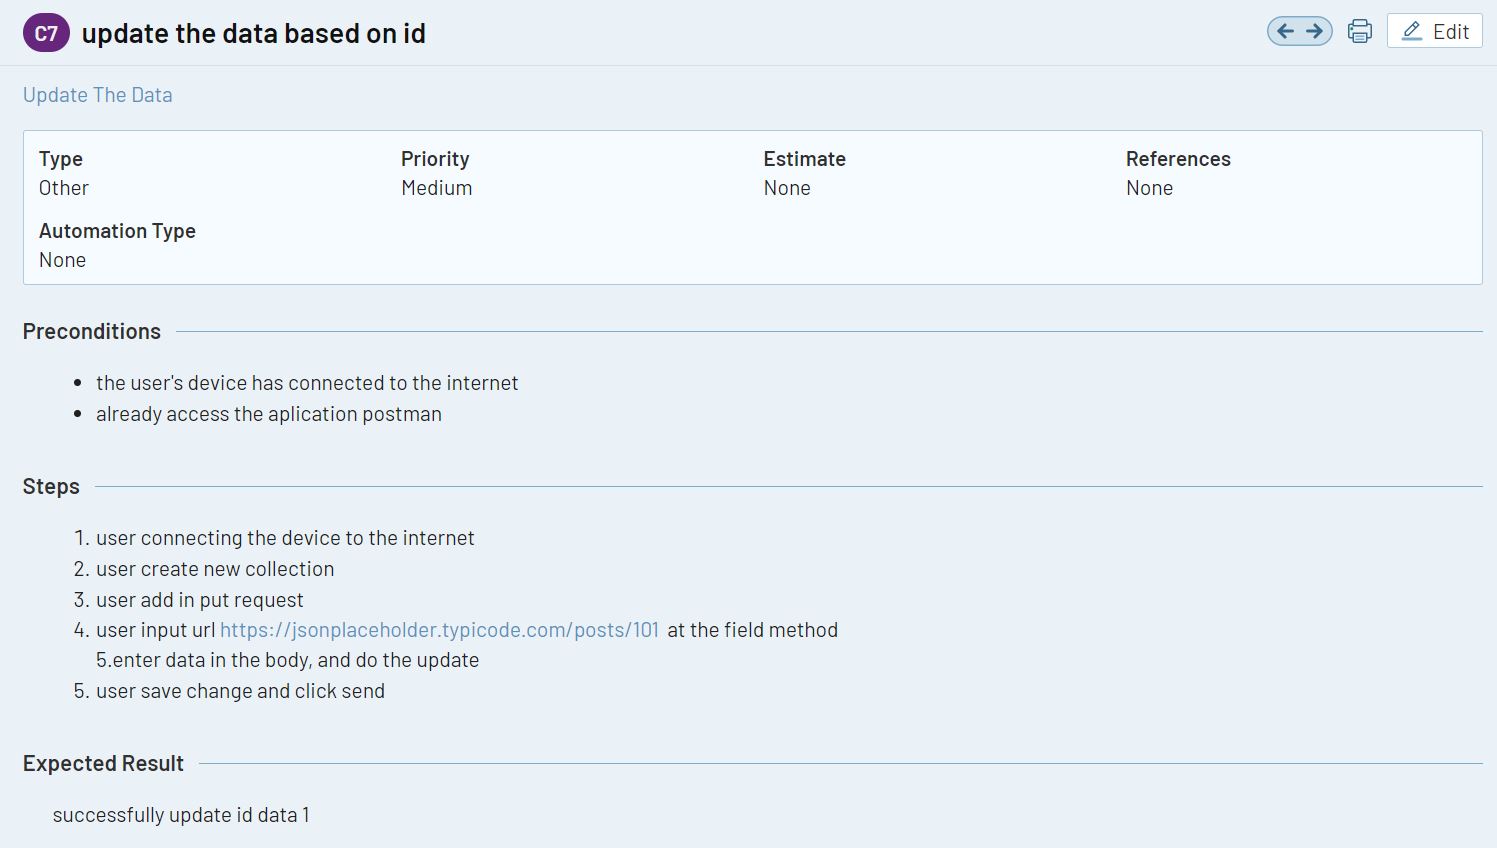 C7 update the data based on id
Edit
Update The Data
Type Priority Estimate References
Other Medium None None
Automation Type
None
Preconditions
• the user's device has connected to the internet
• already access the aplication postman
Steps
1. user connecting the device to the internet
2. user create new collection
3. user add in put request
4. user input url https://jsonplaceholder.typicode.com/posts/101 at the field method
5.enter data in the body, and do the update
5. user save change and click send
Expected Result
successfully update id data 1